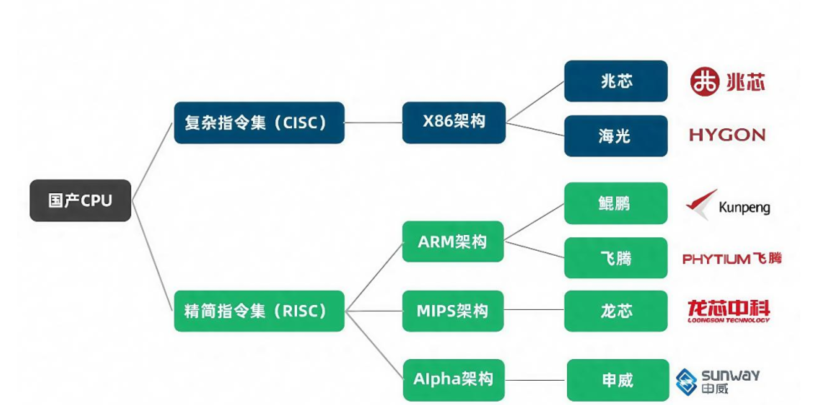 国产CPU
复杂指令集（CISC）
X86架构
兆芯
兆芯
海光
HYGON
精简指令集（RISC）
ARM架构
鲲鹏
Kunpeng
飞腾
PHYTIUM飞腾
MIPS架构
龙芯
龙芯中科
LOONGSON TECHNOLOGY
Alpha架构
申威
SUNWAY
申威